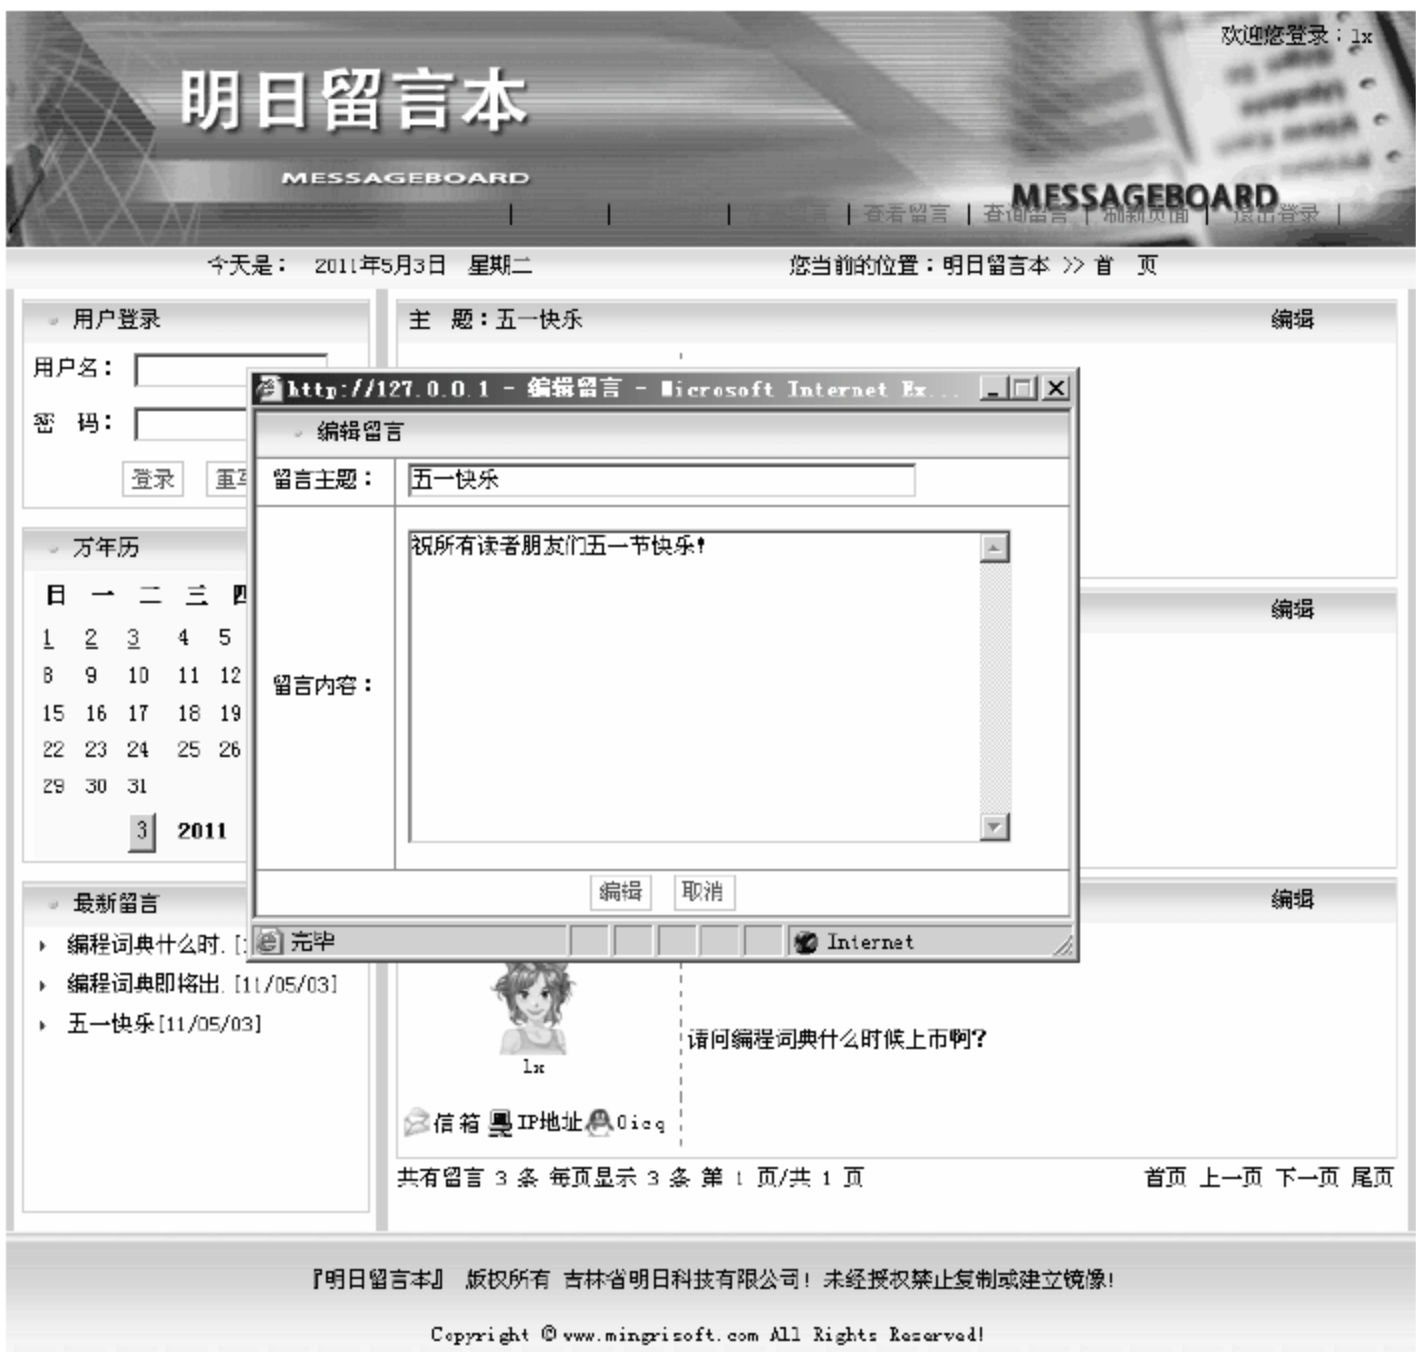 欢迎您登录：lx
明日留言本
MESSAGEBOARD
MESSAGEBOARD
查看留言 | 查询留言 | 刷新页面 | 退出登录 |
今天是： 2011年5月3日 星期二 您当前的位置：明日留言本 >> 首 页
用户登录
用户名：
密 码：
登录
万年历
日 一 二 三 四
1 2 3 4 5
8 9 10 11 12
15 16 17 18 19
22 23 24 25 26
29 30 31
3 2011
最新留言
编程词典什么时.
编程词典即将出.[11/05/03]
五一快乐[11/05/03]
主 题：五一快乐 编辑
http://127.0.0.1 - 编辑留言 - Microsoft Internet Ex...
编辑留言
留言主题： 五一快乐
留言内容： 祝所有读者朋友们五一节快乐!
编辑 取消
完毕 Internet
编辑
编辑
请问编程词典什么时候上市啊?
lx
信箱 IP地址 Oicq
共有留言 3 条 每页显示 3 条 第 1 页/共 1 页 首页 上一页 下一页 尾页
『明日留言本』 版权所有 吉林省明日科技有限公司! 未经授权禁止复制或建立镜像!
Copyright © www.mingrisoft.com All Rights Reserved!